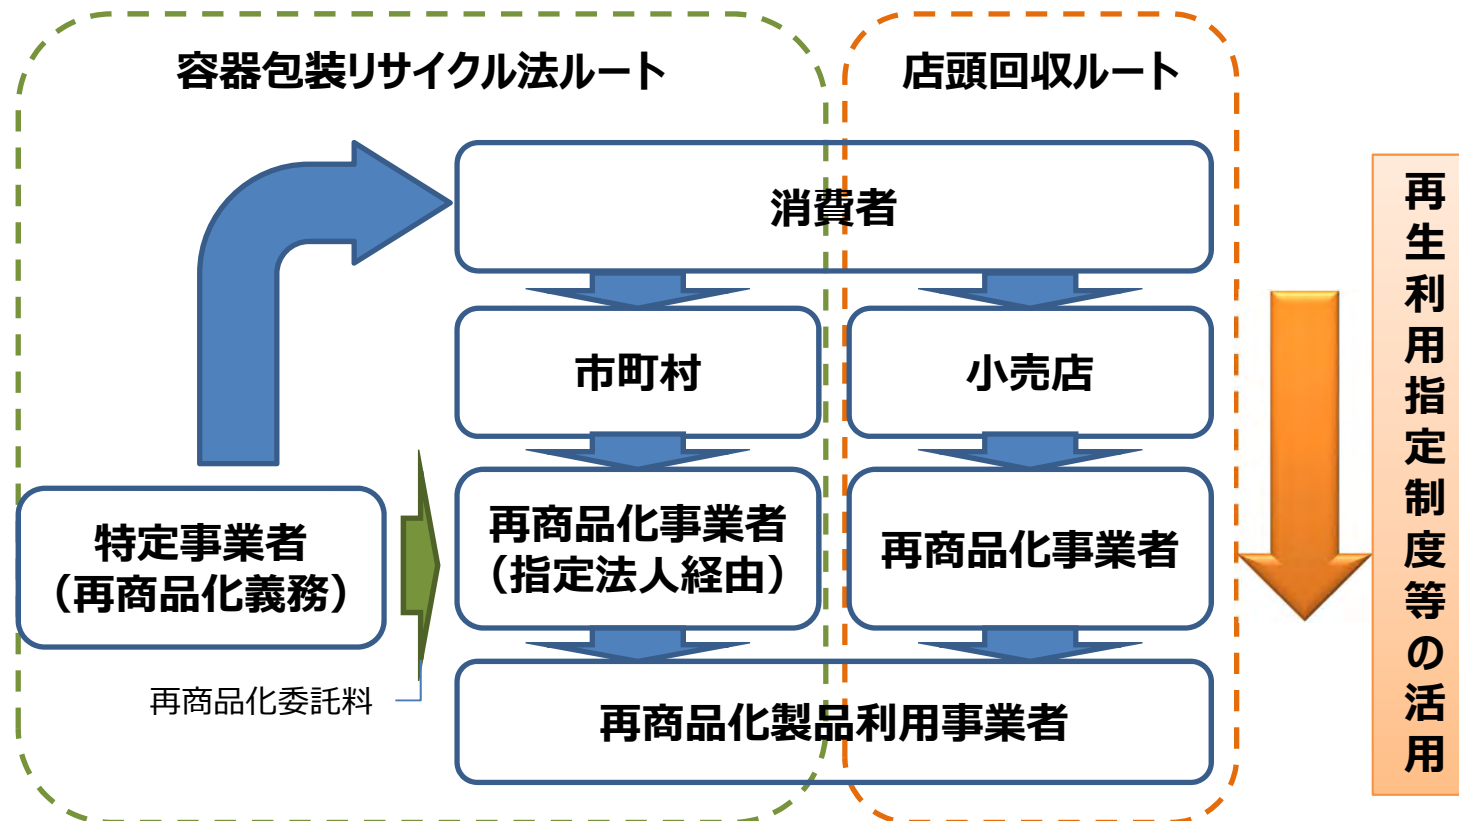 容器包装リサイクル法ルート
店頭回収ルート
消費者
市町村
小売店
特定事業者
（再商品化義務）
再商品化事業者
（指定法人経由）
再商品化事業者
再商品化委託料
再商品化製品利用事業者
再生利用指定制度等の活用